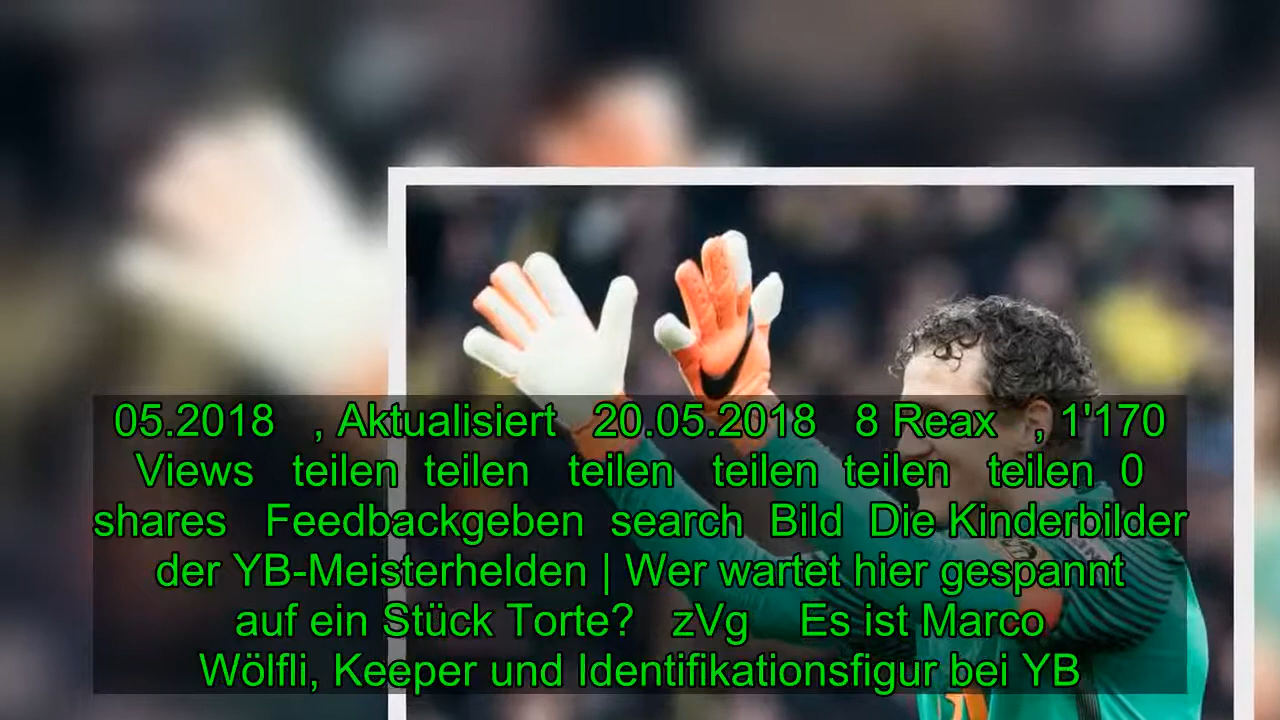 05.2018 , Aktualisiert 20.05.2018 8 Reax , 1'170
Views teilen teilen teilen teilen teilen teilen 0
shares Feedbackgeben search Bild Die Kinderbilder
der YB-Meisterhelden | Wer wartet hier gespannt
auf ein Stück Torte? zVg Es ist Marco
Wölfli, Keeper und Identifikationsfigur bei YB